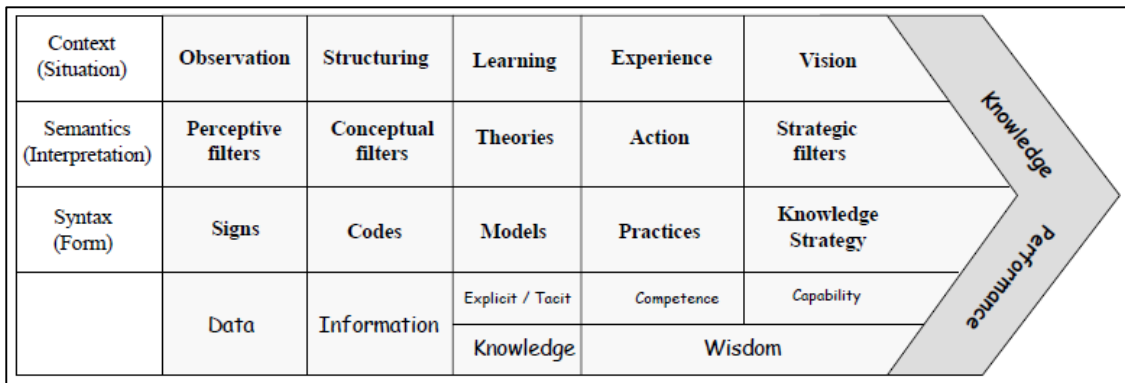 Context
(Situation)
Observation
Structuring
Learning
Experience
Vision
Semantics
(Interpretation)
Perceptive
filters
Conceptual
filters
Theories
Action
Strategic
filters
Syntax
(Form)
Signs
Codes
Models
Practices
Knowledge
Strategy
Data
Information
Explicit / Tacit
Competence
Capability
Knowledge
Wisdom
Knowledge
Performance